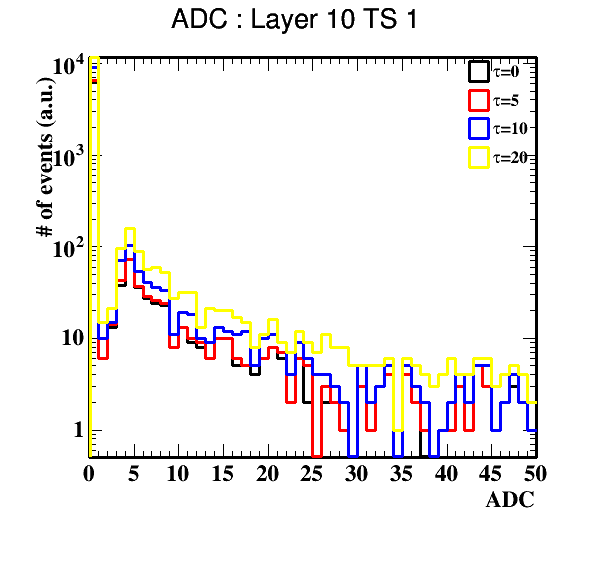 ADC : Layer 10 TS 1
# of events (a.u.)
10⁴
10³
10²
10
1
τ=0
τ=5
τ=10
τ=20
0 5 10 15 20 25 30 35 40 45 50
ADC